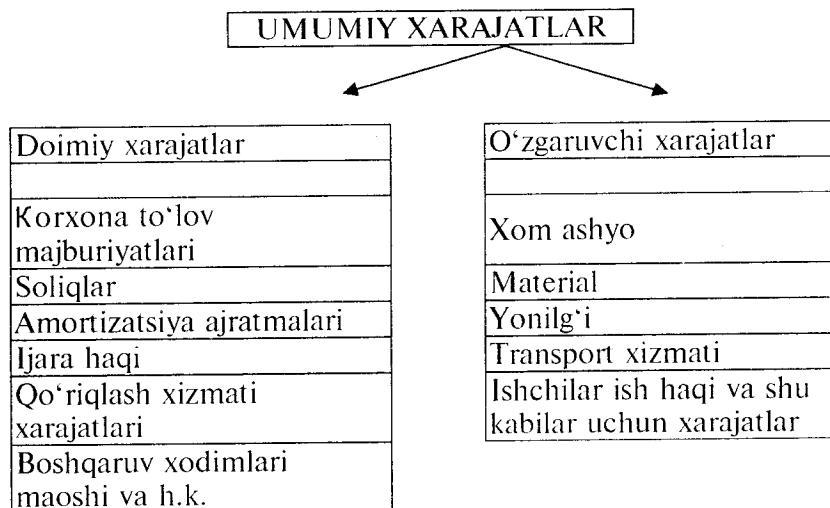 UMUMIY XARAJATLAR
Doimiy xarajatlar
Korxona to‘lov
majburiyatlari
Soliqlar
Amortizatsiya ajratmalari
Ijara haqi
Qo‘riqlash xizmati
xarajatlari
Boshqaruv xodimlari
maoshi va h.k.
O‘zgaruvchi xarajatlar
Xom ashyo
Material
Yonilg‘i
Transport xizmati
Ishchilar ish haqi va shu
kabilar uchun xarajatlar